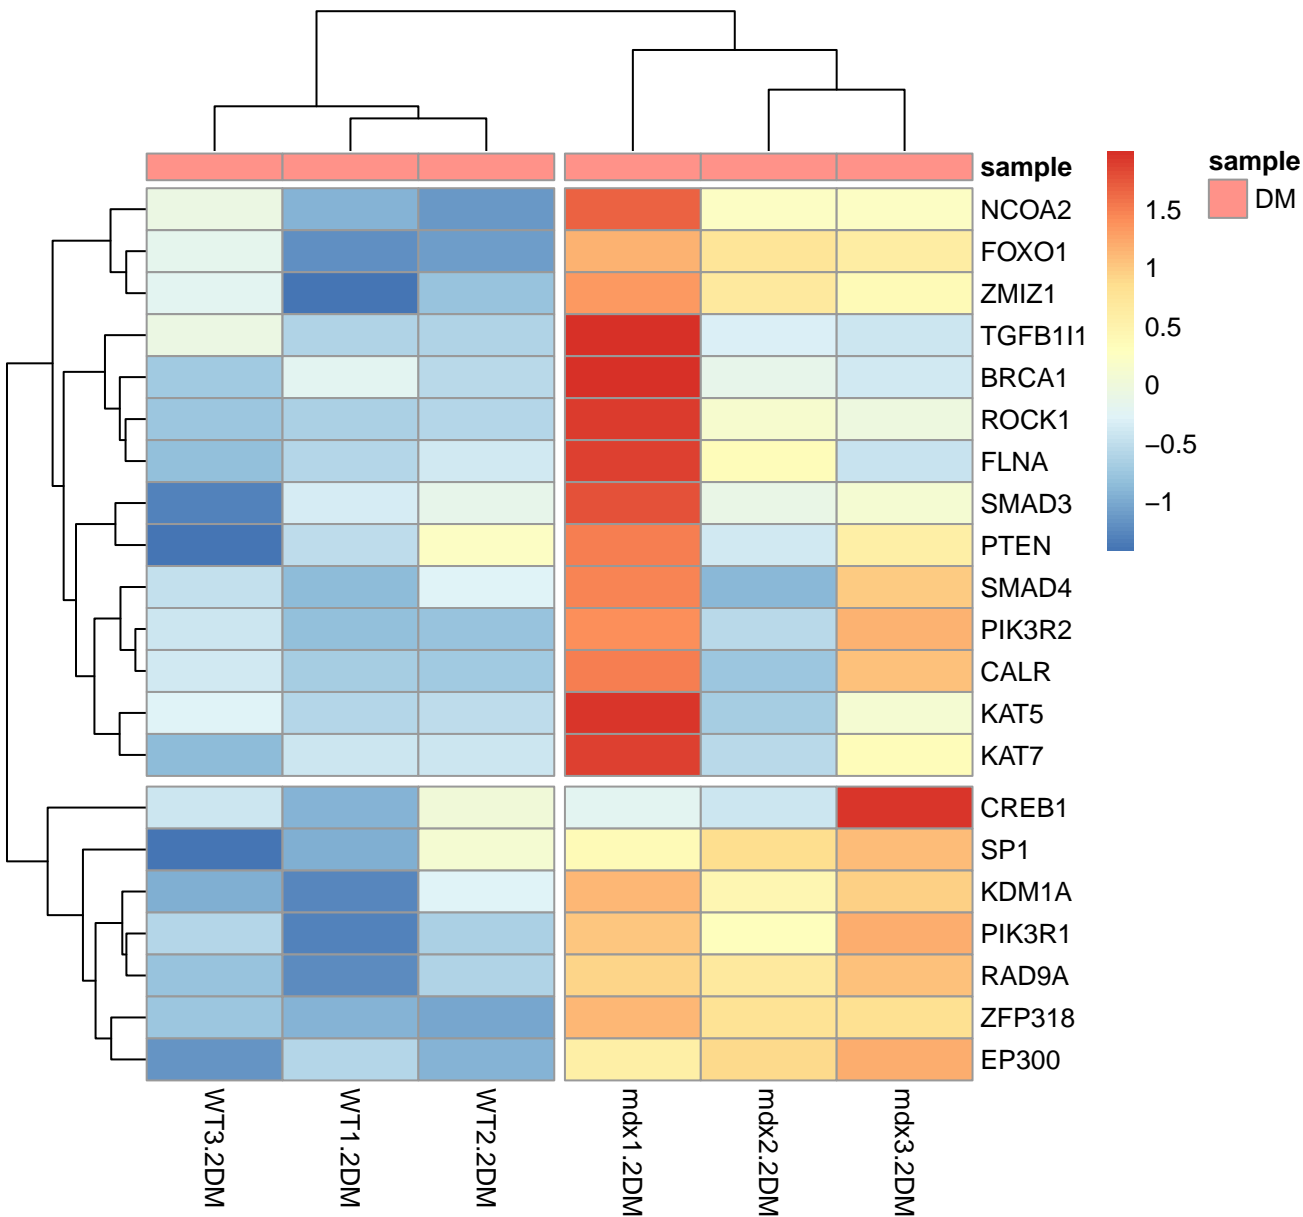 sample
NCOA2
FOXO1
ZMIZ1
TGFB1I1
BRCA1
ROCK1
FLNA
SMAD3
PTEN
SMAD4
PIK3R2
CALR
KAT5
KAT7
CREB1
SP1
KDM1A
PIK3R1
RAD9A
ZFP318
EP300
WT3.2DM
WT1.2DM
WT2.2DM
mdx1.2DM
mdx2.2DM
mdx3.2DM
1.5
1
0.5
0
−0.5
−1
sample
DM